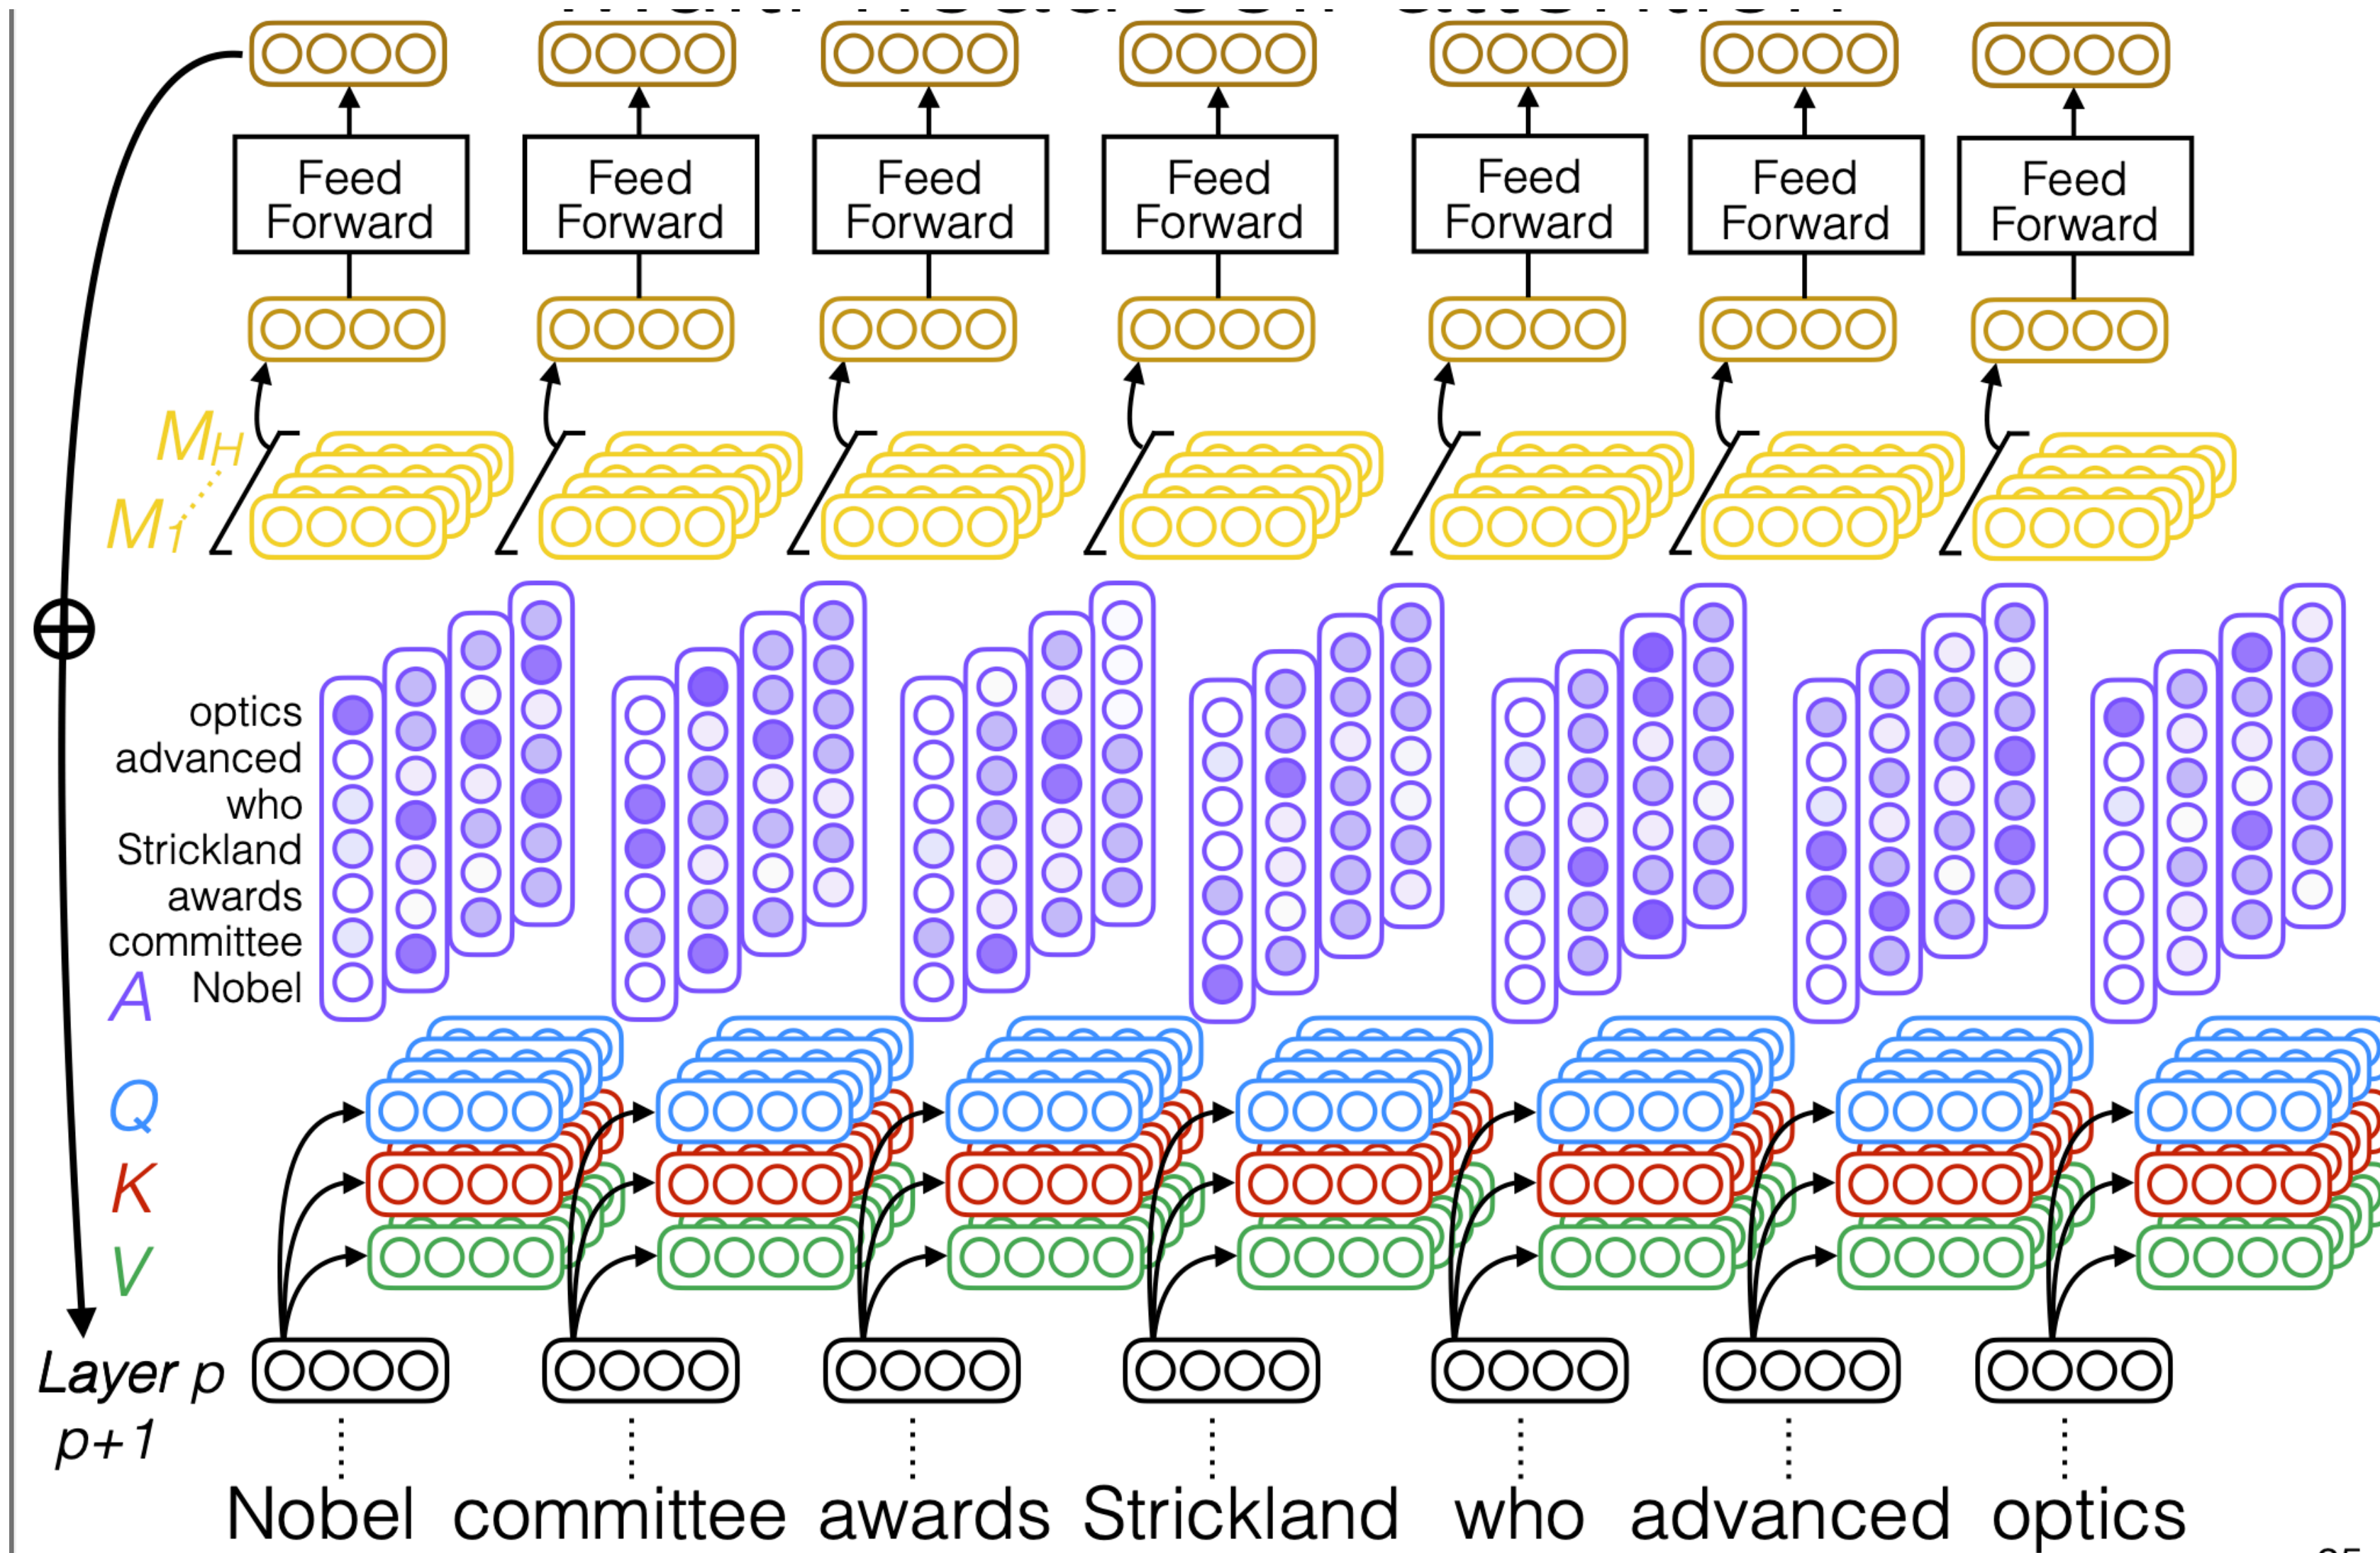 Feed Forward Feed Forward Feed Forward Feed Forward Feed Forward Feed Forward Feed Forward
M_H
M_1
optics
advanced
who
Strickland
awards
committee
A Nobel
Q
K
V
Layer p
p+1
Nobel committee awards Strickland who advanced optics